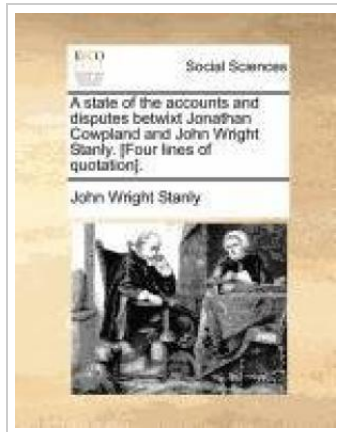 ECCO
Social Sciences
A state of the accounts and
disputes betwixt Jonathan
Cowpland and John Wright
Stanly. [Four lines of
quotation].
John Wright Stanly